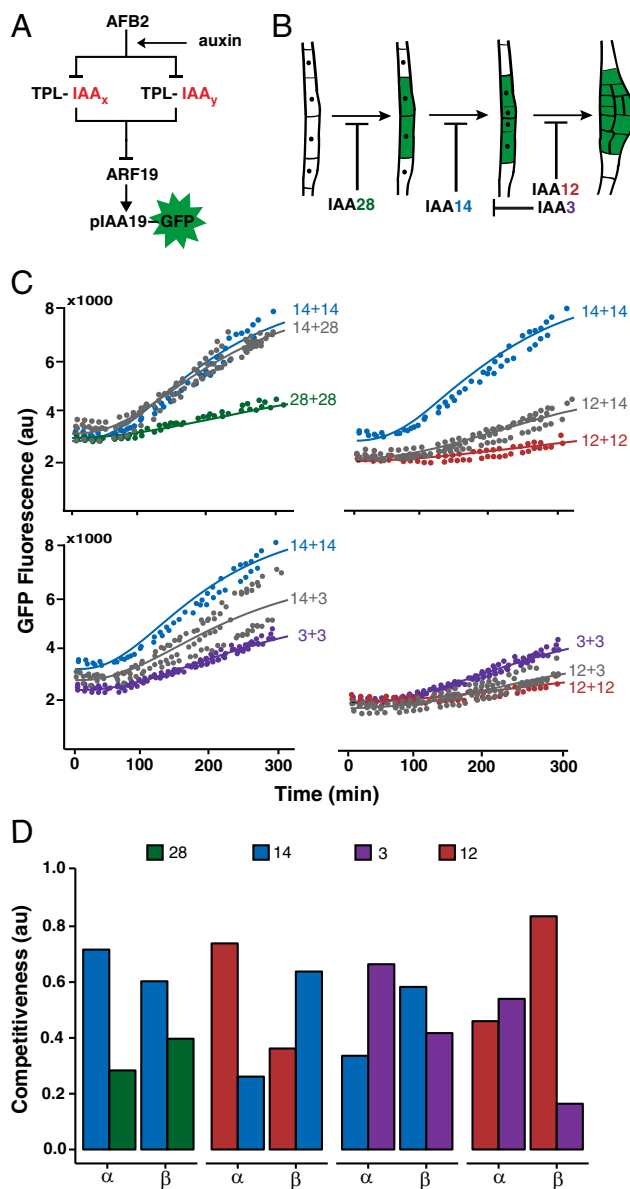 A
AFB2
auxin
TPL- IAAx
TPL- IAAy
ARF19
pIAA19-GFP
B
IAA28
IAA14
IAA12
IAA3
C
GFP Fluorescence (au)
x1000
8
6
4
2
14+14
14+28
28+28
14+14
12+14
12+12
x1000
8
6
4
2
14+14
14+3
3+3
3+3
12+3
12+12
0 100 200 300
0 100 200 300
Time (min)
D
28 14 3 12
Competitiveness (au)
1.0
0.8
0.6
0.4
0.2
0.0
α β α β α β α β